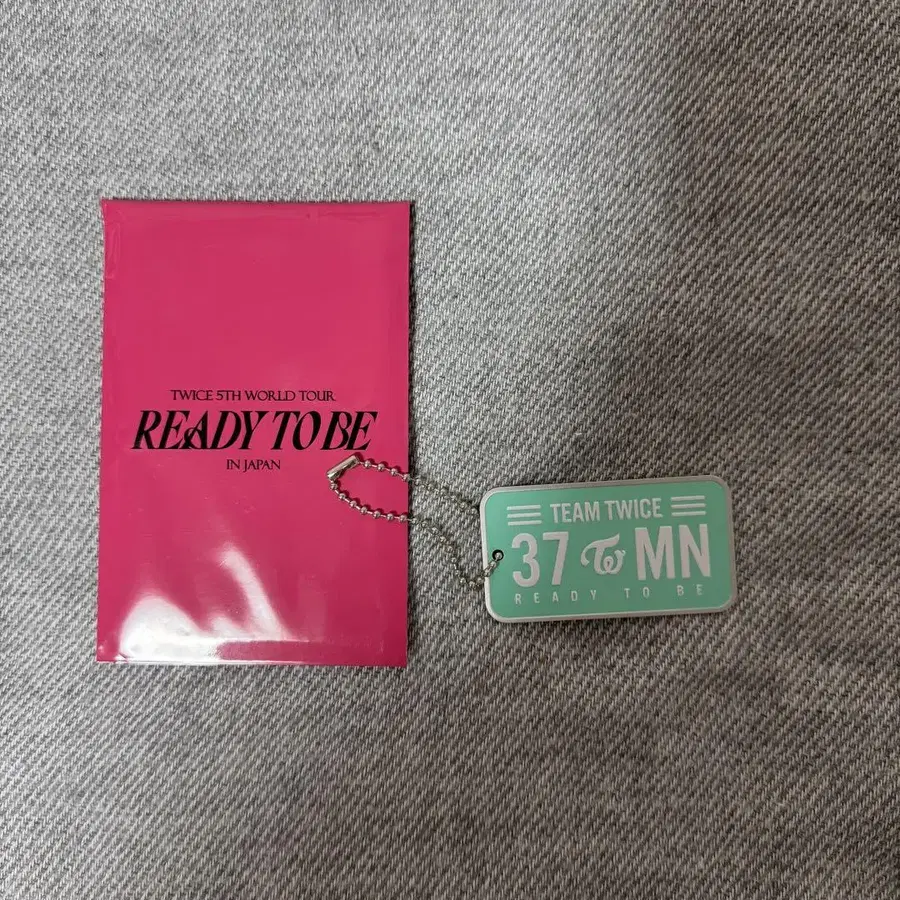 TWICE 5TH WORLD TOUR
READY TO BE
IN JAPAN
TEAM TWICE
37 MN
READY TO BE